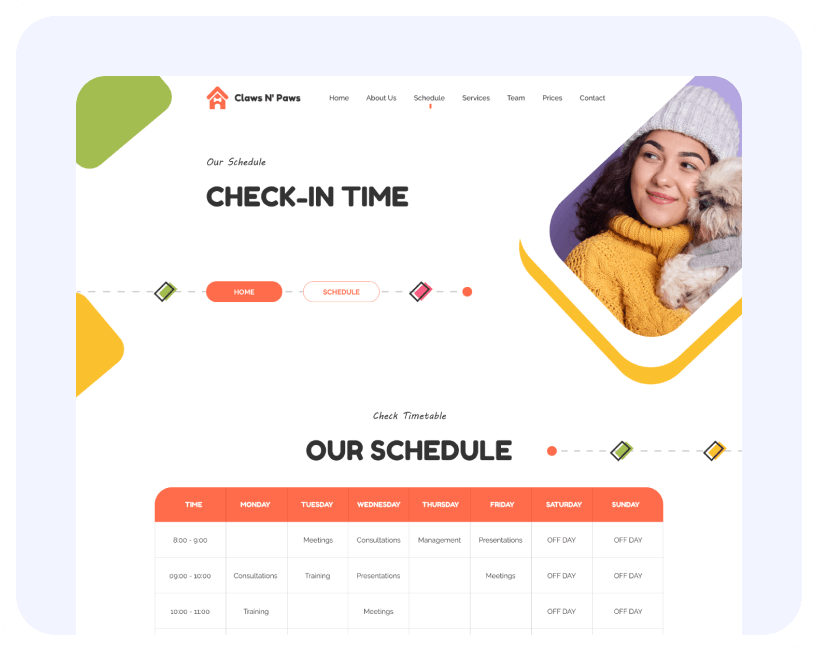 Claws N' Paws Home About Us Schedule Services Team Prices Contact
Our Schedule
CHECK-IN TIME
HOME SCHEDULE
Check Timetable
OUR SCHEDULE
TIME MONDAY TUESDAY WEDNESDAY THURSDAY FRIDAY SATURDAY SUNDAY
8:00 - 9:00 Meetings Consultations Management Presentations OFF DAY OFF DAY
09:00 - 10:00 Consultations Training Presentations Meetings OFF DAY OFF DAY
10:00 - 11:00 Training Meetings OFF DAY OFF DAY